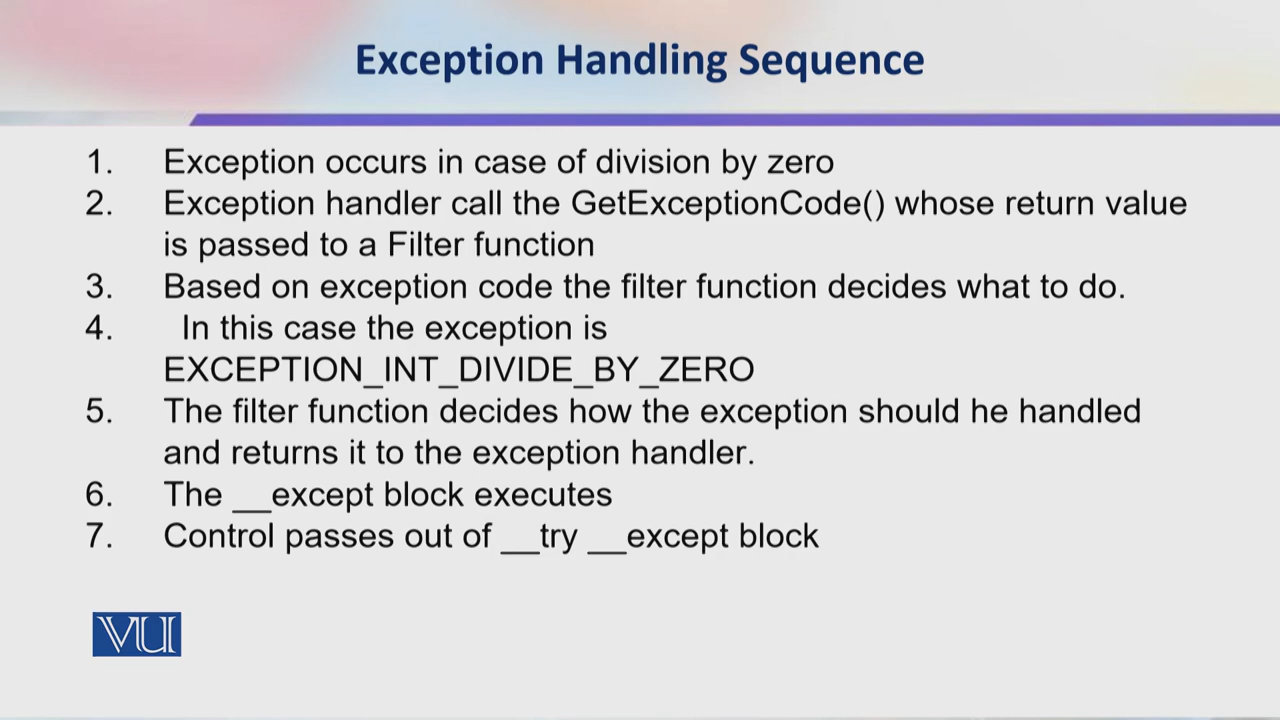 Exception Handling Sequence
1. Exception occurs in case of division by zero
2. Exception handler call the GetExceptionCode() whose return value
is passed to a Filter function
3. Based on exception code the filter function decides what to do.
4. In this case the exception is
EXCEPTION_INT_DIVIDE_BY_ZERO
5. The filter function decides how the exception should he handled
and returns it to the exception handler.
6. The __except block executes
7. Control passes out of __try __except block
VU